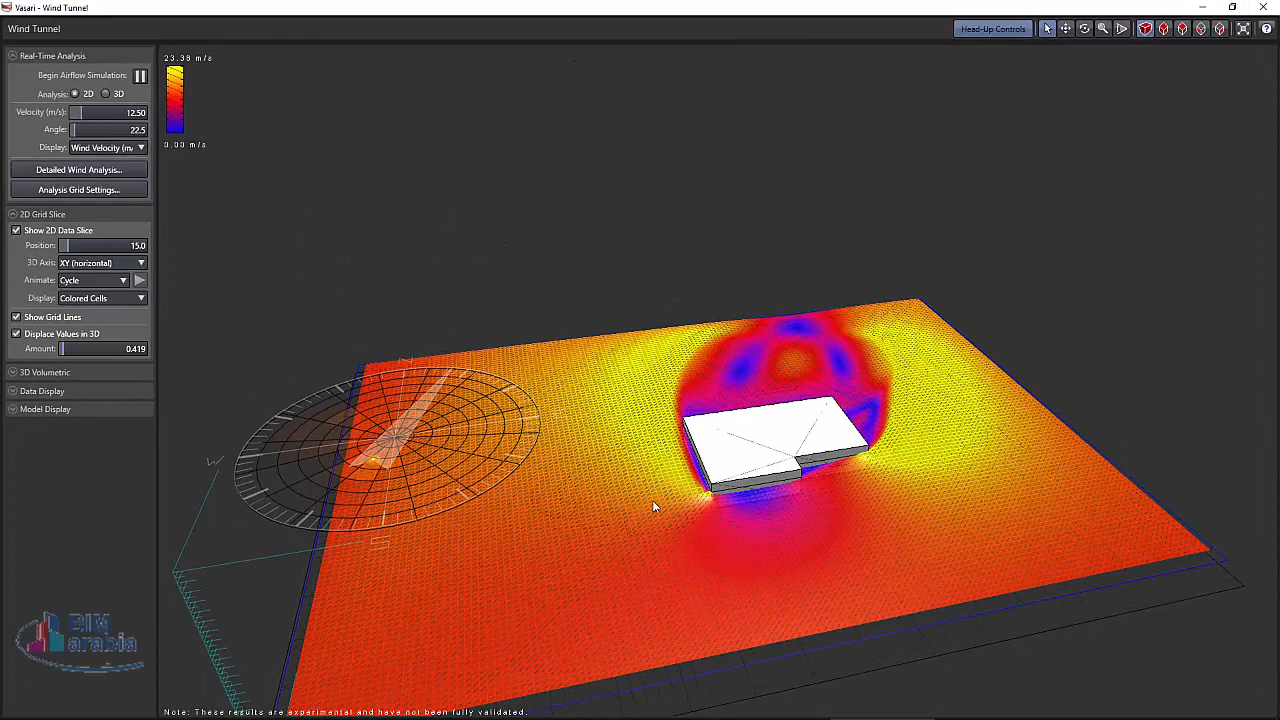 Vasari - Wind Tunnel
Wind Tunnel
Head-Up Controls
Real-Time Analysis
Begin Airflow Simulation:
Analysis: 2D 3D
Velocity (m/s): 12.50
Angle: 22.5
Display: Wind Velocity (m/
Detailed Wind Analysis...
Analysis Grid Settings...
2D Grid Slice
Show 2D Data Slice
Position: 15.0
3D Axis: XY (horizontal)
Animate: Cycle
Display: Colored Cells
Show Grid Lines
Displace Values in 3D
Amount: 0.419
3D Volumetric
Data Display
Model Display
23.38 m/s
0.00 m/s
W
BIM
arabia
Note: These results are experimental and have not been fully validated.